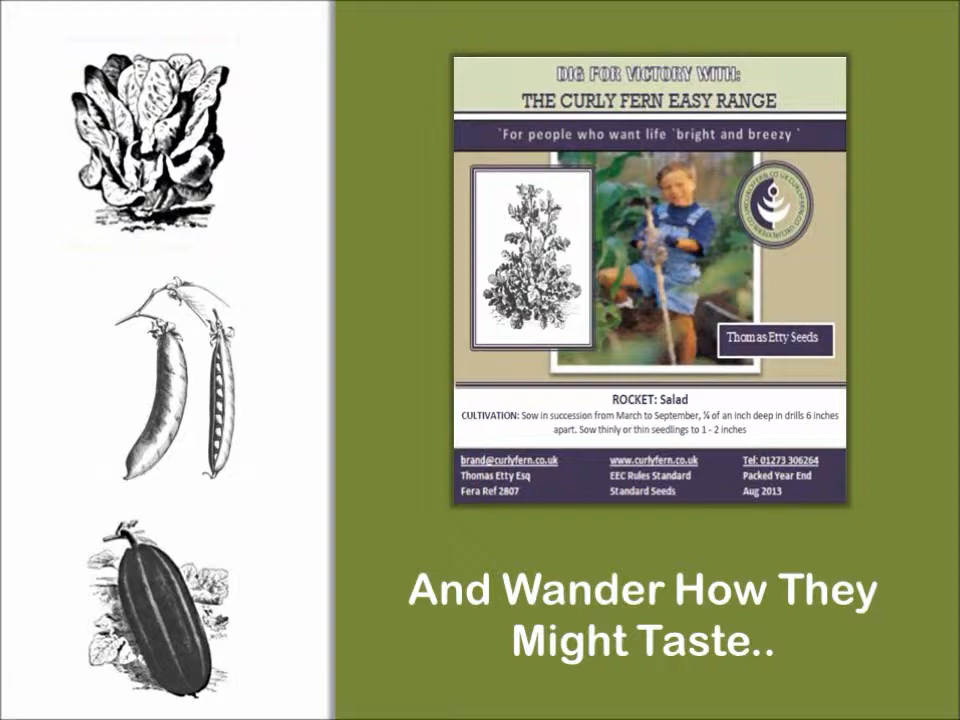 DIG FOR VICTORY WITH:
THE CURLY FERN EASY RANGE
`For people who want life `bright and breezy `
Thomas Etty Seeds
ROCKET: Salad
CULTIVATION: Sow in succession from March to September, ¼ of an inch deep in drills 6 inches
apart. Sow thinly or thin seedlings to 1 - 2 inches
brand@curlyfern.co.uk www.curlyfern.co.uk Tel: 01273 306264
Thomas Etty Esq EEC Rules Standard Packed Year End
Fera Ref 2807 Standard Seeds Aug 2013
And Wander How They
Might Taste..